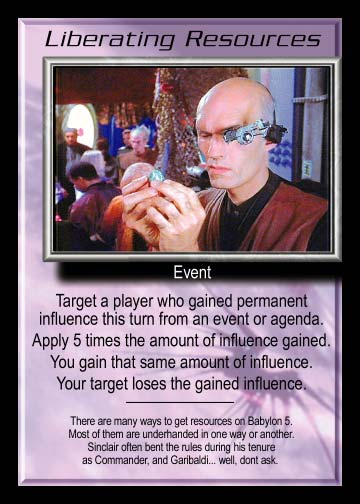 Liberating Resources
Event
Target a player who gained permanent
influence this turn from an event or agenda.
Apply 5 times the amount of influence gained.
You gain that same amount of influence.
Your target loses the gained influence.
There are many ways to get resources on Babylon 5.
Most of them are underhanded in one way or another.
Sinclair often bent the rules during his tenure
as Commander, and Garibaldi... well, dont ask.